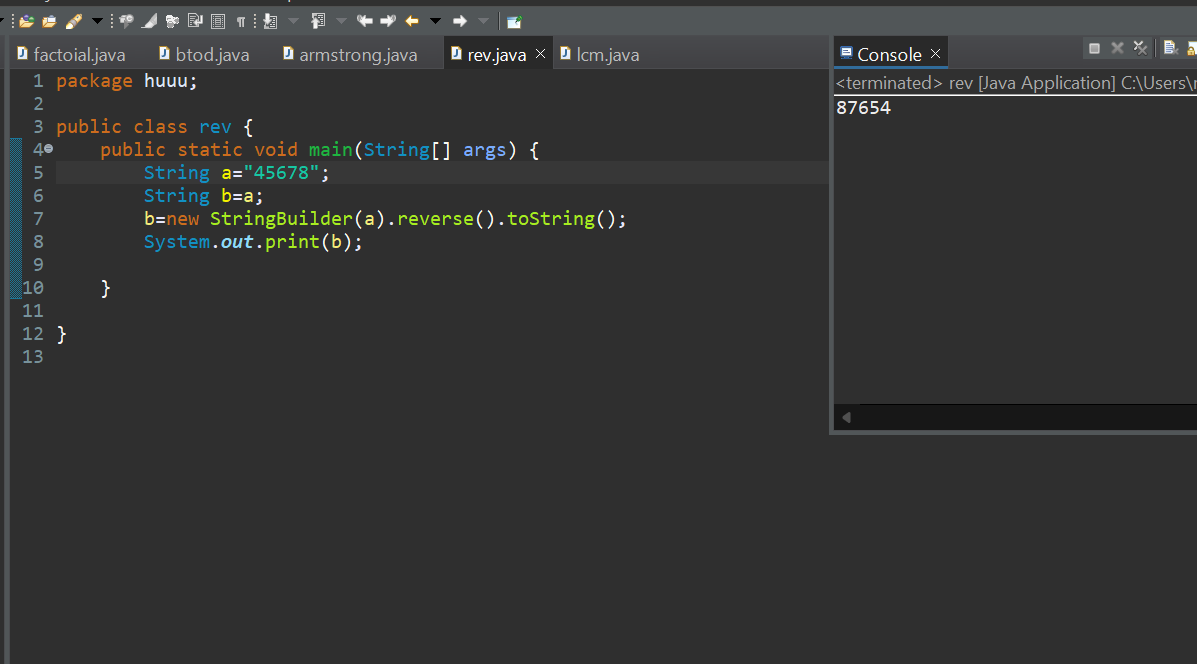 factoial.java btod.java armstrong.java rev.java lcm.java
1 package huuu;
2
3 public class rev {
4 public static void main(String[] args) {
5 String a="45678";
6 String b=a;
7 b=new StringBuilder(a).reverse().toString();
8 System.out.print(b);
9
10 }
11
12 }
13
Console
<terminated> rev [Java Application] C:\Users\
87654